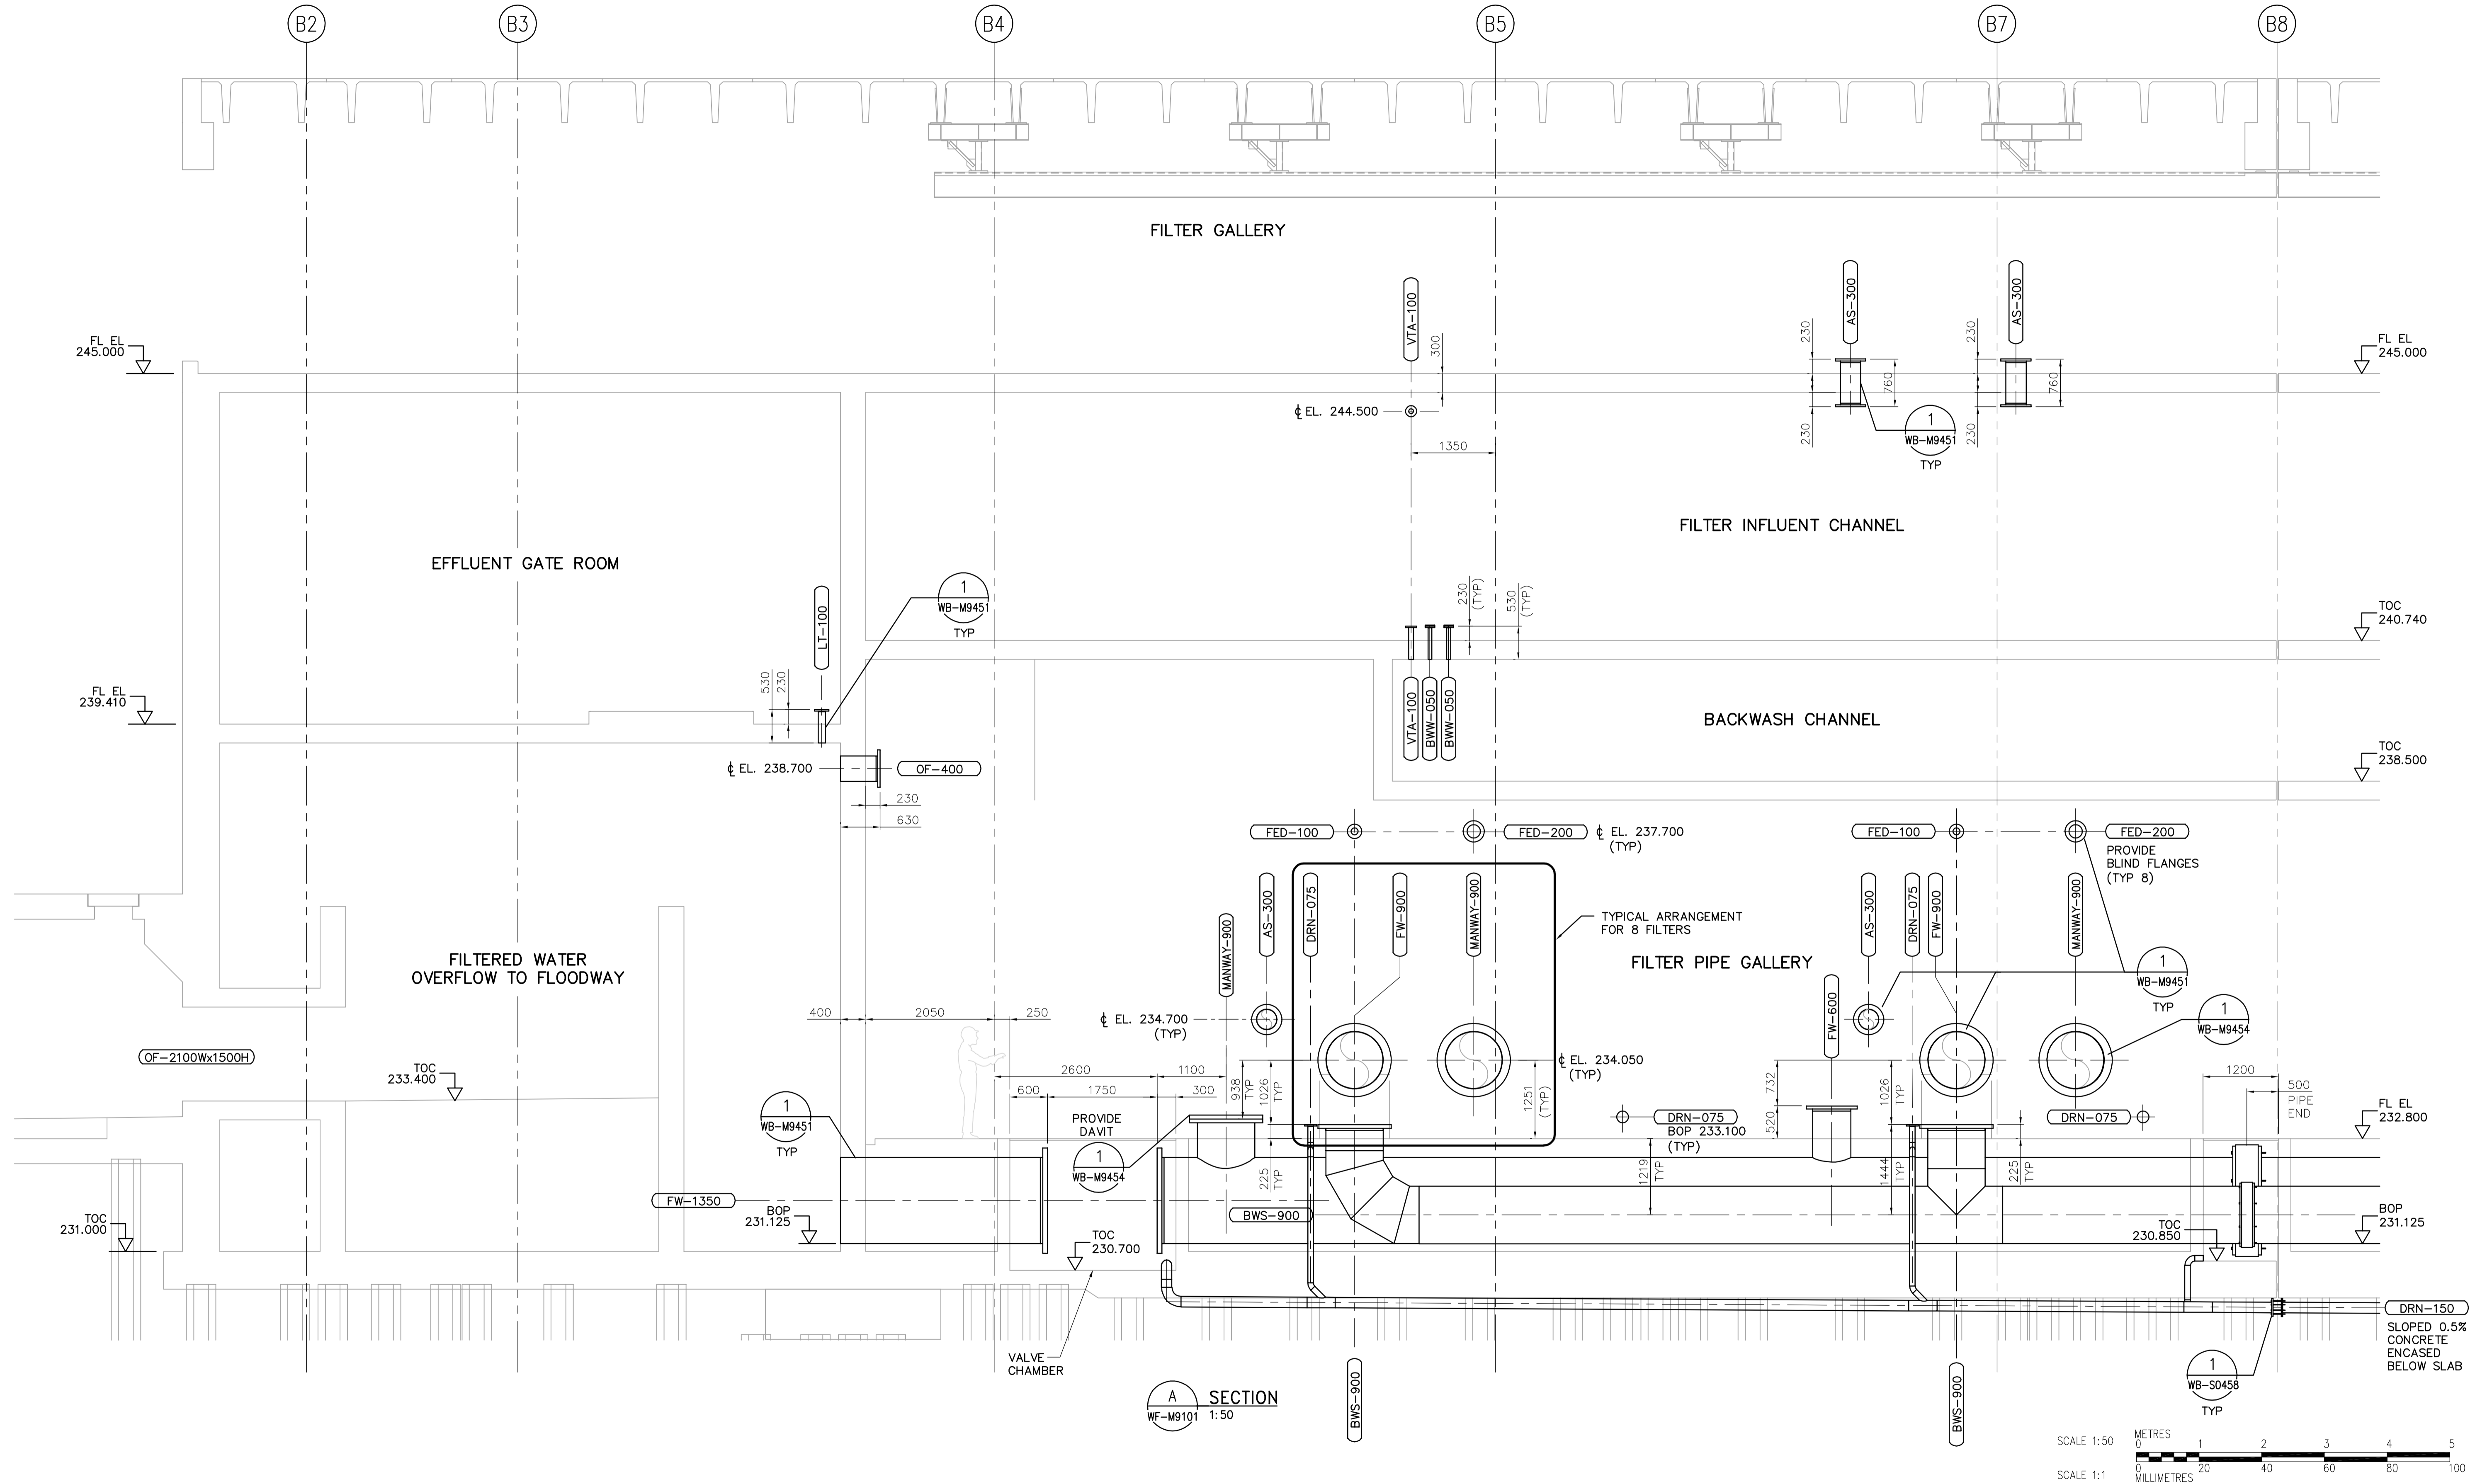 B2
B3
B4
B5
B7
B8
FILTER GALLERY
VTA-100
AS-300
AS-300
300
230
230
FL EL
245.000
FL EL
245.000
760
760
℄ EL. 244.500
230
230
1
WB-M9451
TYP
1350
FILTER INFLUENT CHANNEL
EFFLUENT GATE ROOM
1
WB-M9451
TYP
LT-100
230
(TYP)
530
(TYP)
TOC
240.740
FL EL
239.410
530
230
VTA-100
BWW-050
BWW-050
BACKWASH CHANNEL
TOC
238.500
℄ EL. 238.700
OF-400
230
630
FED-100
FED-200
℄ EL. 237.700
(TYP)
FED-100
FED-200
PROVIDE
BLIND FLANGES
(TYP 8)
MANWAY-900
AS-300
DRN-075
FW-900
MANWAY-900
TYPICAL ARRANGEMENT
FOR 8 FILTERS
AS-300
DRN-075
FW-900
MANWAY-900
FILTERED WATER
OVERFLOW TO FLOODWAY
FILTER PIPE GALLERY
1
WB-M9451
TYP
FW-600
1
WB-M9454
400
2050
250
℄ EL. 234.700
(TYP)
OF-2100Wx1500H
TOC
233.400
℄ EL. 234.050
(TYP)
2600
1100
600
1750
300
938
TYP
1026
TYP
1251
(TYP)
732
520
1026
TYP
1200
500
PIPE
END
1
WB-M9451
TYP
PROVIDE
DAVIT
1
WB-M9454
DRN-075
BOP 233.100
(TYP)
DRN-075
FL EL
232.800
225
TYP
1219
TYP
1444
TYP
225
TYP
FW-1350
BOP
231.125
BWS-900
TOC
231.000
TOC
230.700
TOC
230.850
BOP
231.125
DRN-150
SLOPED 0.5%
CONCRETE
ENCASED
BELOW SLAB
VALVE
CHAMBER
1
WB-S0458
TYP
BWS-900
BWS-900
A
WF-M9101
SECTION
1:50
SCALE 1:50
METRES
0 1 2 3 4 5
SCALE 1:1
0 20 40 60 80 100
MILLIMETRES